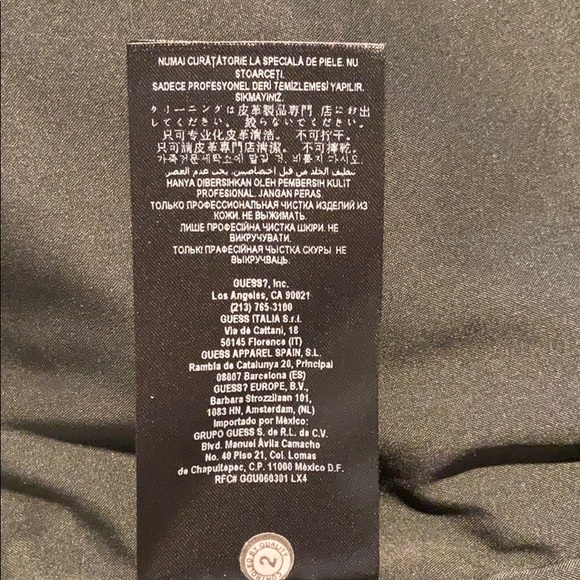 NUMAI CURĂȚĂTORIE LA SPECIALĂ DE PIELE. NU
STOARCEȚI.
SADECE PROFESYONEL DERI TEMIZLEMESI YAPILIR.
SIKMAYINIZ.
クリーニングは皮革製品専門 店にお出
してください。絞らないでください。
只可专业化皮革清洁。 不可拧干。
只可請皮革專門店清潔。不可擰乾。
가죽거문세탁소에 맡길 것. 비틀지 마시오.
تنظيف الجلد من قبل اختصاصين. يجب عدم العصر
HANYA DIBERSIHKAN OLEH PEMBERSIH KULIT
PROFESIONAL. JANGAN PERAS.
ТОЛЬКО ПРОФЕССИОНАЛЬНАЯ ЧИСТКА ИЗДЕЛИЙ ИЗ
КОЖИ. НЕ ВЫЖИМАТЬ.
ЛИШЕ ПРОФЕСІЙНА ЧИСТКА ШКІРИ. НЕ
ВИКРУЧУВАТИ.
ТОЛЬКІ ПРАФЕСІЙНАЯ ЧЫСТКА СКУРЫ. НЕ
ВЫКРУЧВАЦЬ.
GUESS?, Inc.
Los Angeles, CA 90021
(213) 765-3100
GUESS ITALIA S.r.l.
Via de Cattani, 18
50145 Florence (IT)
GUESS APPAREL SPAIN, S.L.
Rambla de Catalunya 20, Principal
08007 Barcelona (ES)
GUESS? EUROPE, B.V.,
Barbara Strozzilaan 101,
1083 HN, Amsterdam, (NL)
Importado por México:
GRUPO GUESS S. de R.L. de C.V.
Blvd. Manuel Ávila Camacho
No. 40 Piso 21, Col. Lomas
de Chapultepec, C.P. 11000 México D.F.
RFC# GGU060301 LX4
BY QUALITY
2